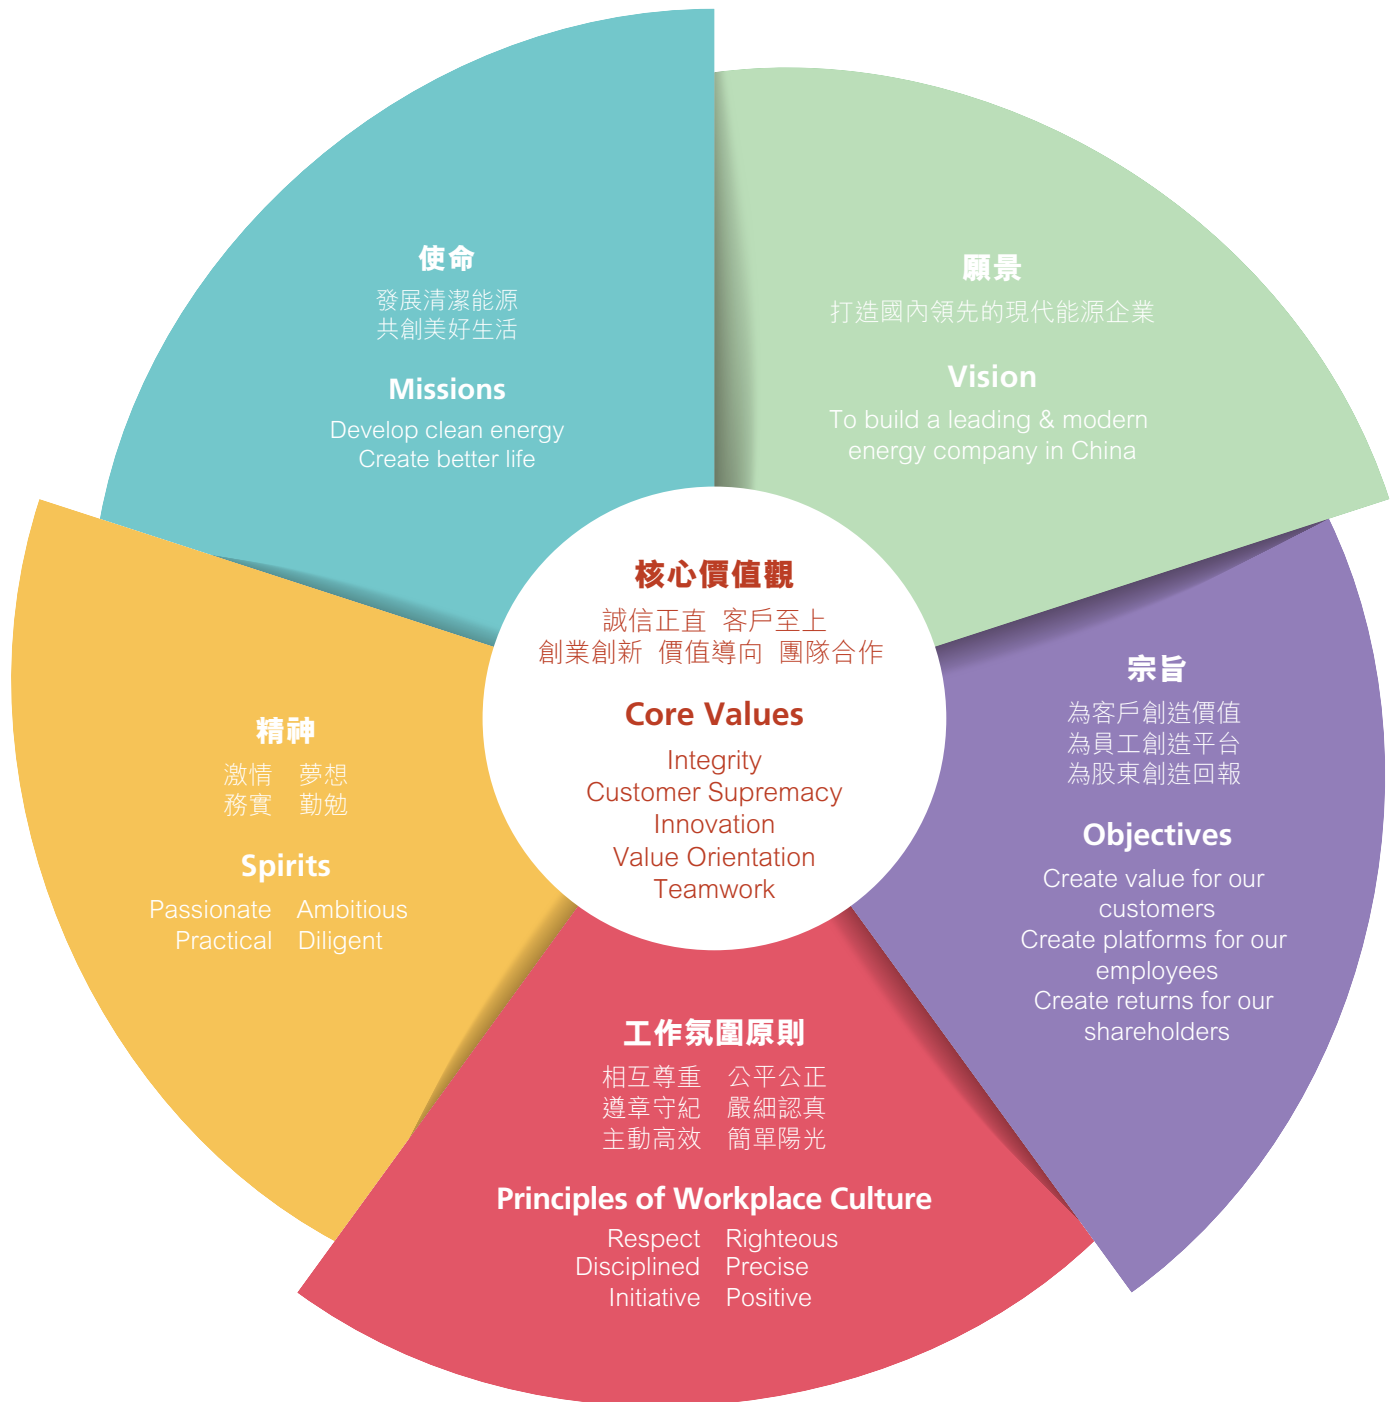 使命
發展清潔能源
共創美好生活
Missions
Develop clean energy
Create better life
願景
打造國內領先的現代能源企業
Vision
To build a leading & modern
energy company in China
核心價值觀
誠信正直 客戶至上
創業創新 價值導向 團隊合作
Core Values
Integrity
Customer Supremacy
Innovation
Value Orientation
Teamwork
宗旨
為客戶創造價值
為員工創造平台
為股東創造回報
Objectives
Create value for our
customers
Create platforms for our
employees
Create returns for our
shareholders
精神
激情 夢想
務實 勤勉
Spirits
Passionate Ambitious
Practical Diligent
工作氛圍原則
相互尊重 公平公正
遵章守紀 嚴細認真
主動高效 簡單陽光
Principles of Workplace Culture
Respect Righteous
Disciplined Precise
Initiative Positive